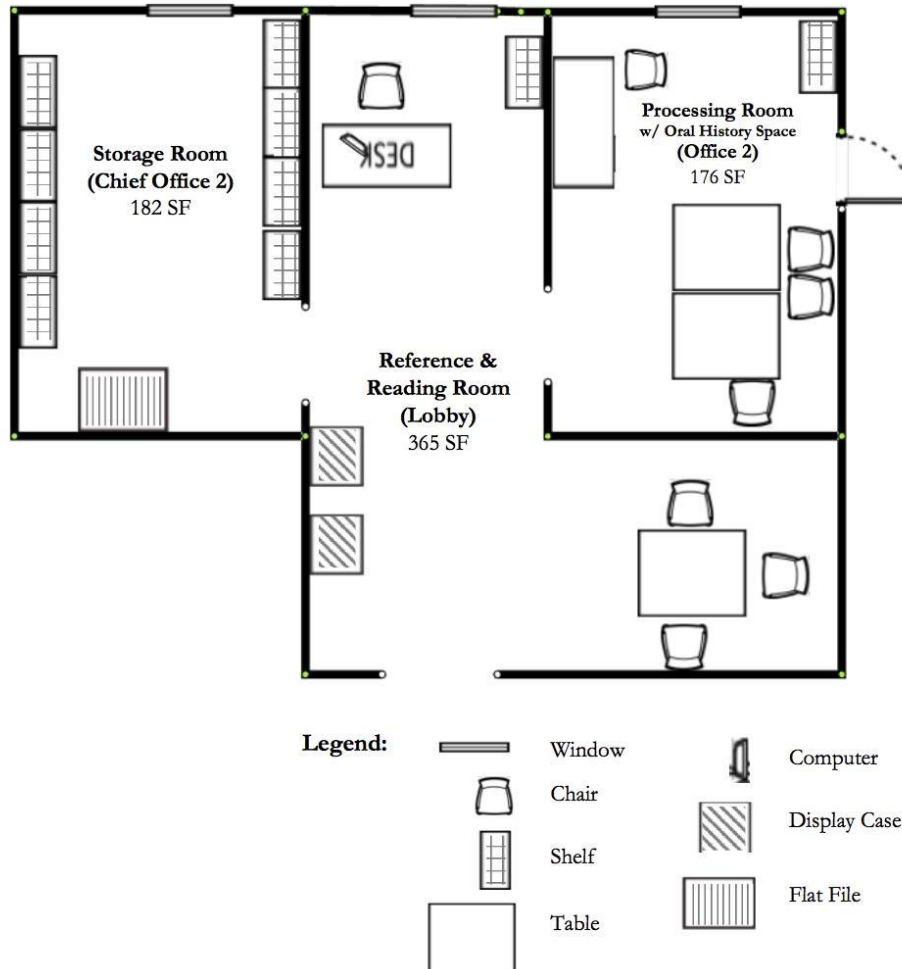 Storage Room
(Chief Office 2)
182 SF
DESK
Processing Room
w/ Oral History Space
(Office 2)
176 SF
Reference &
Reading Room
(Lobby)
365 SF
Legend:
Window
Chair
Shelf
Table
Computer
Display Case
Flat File